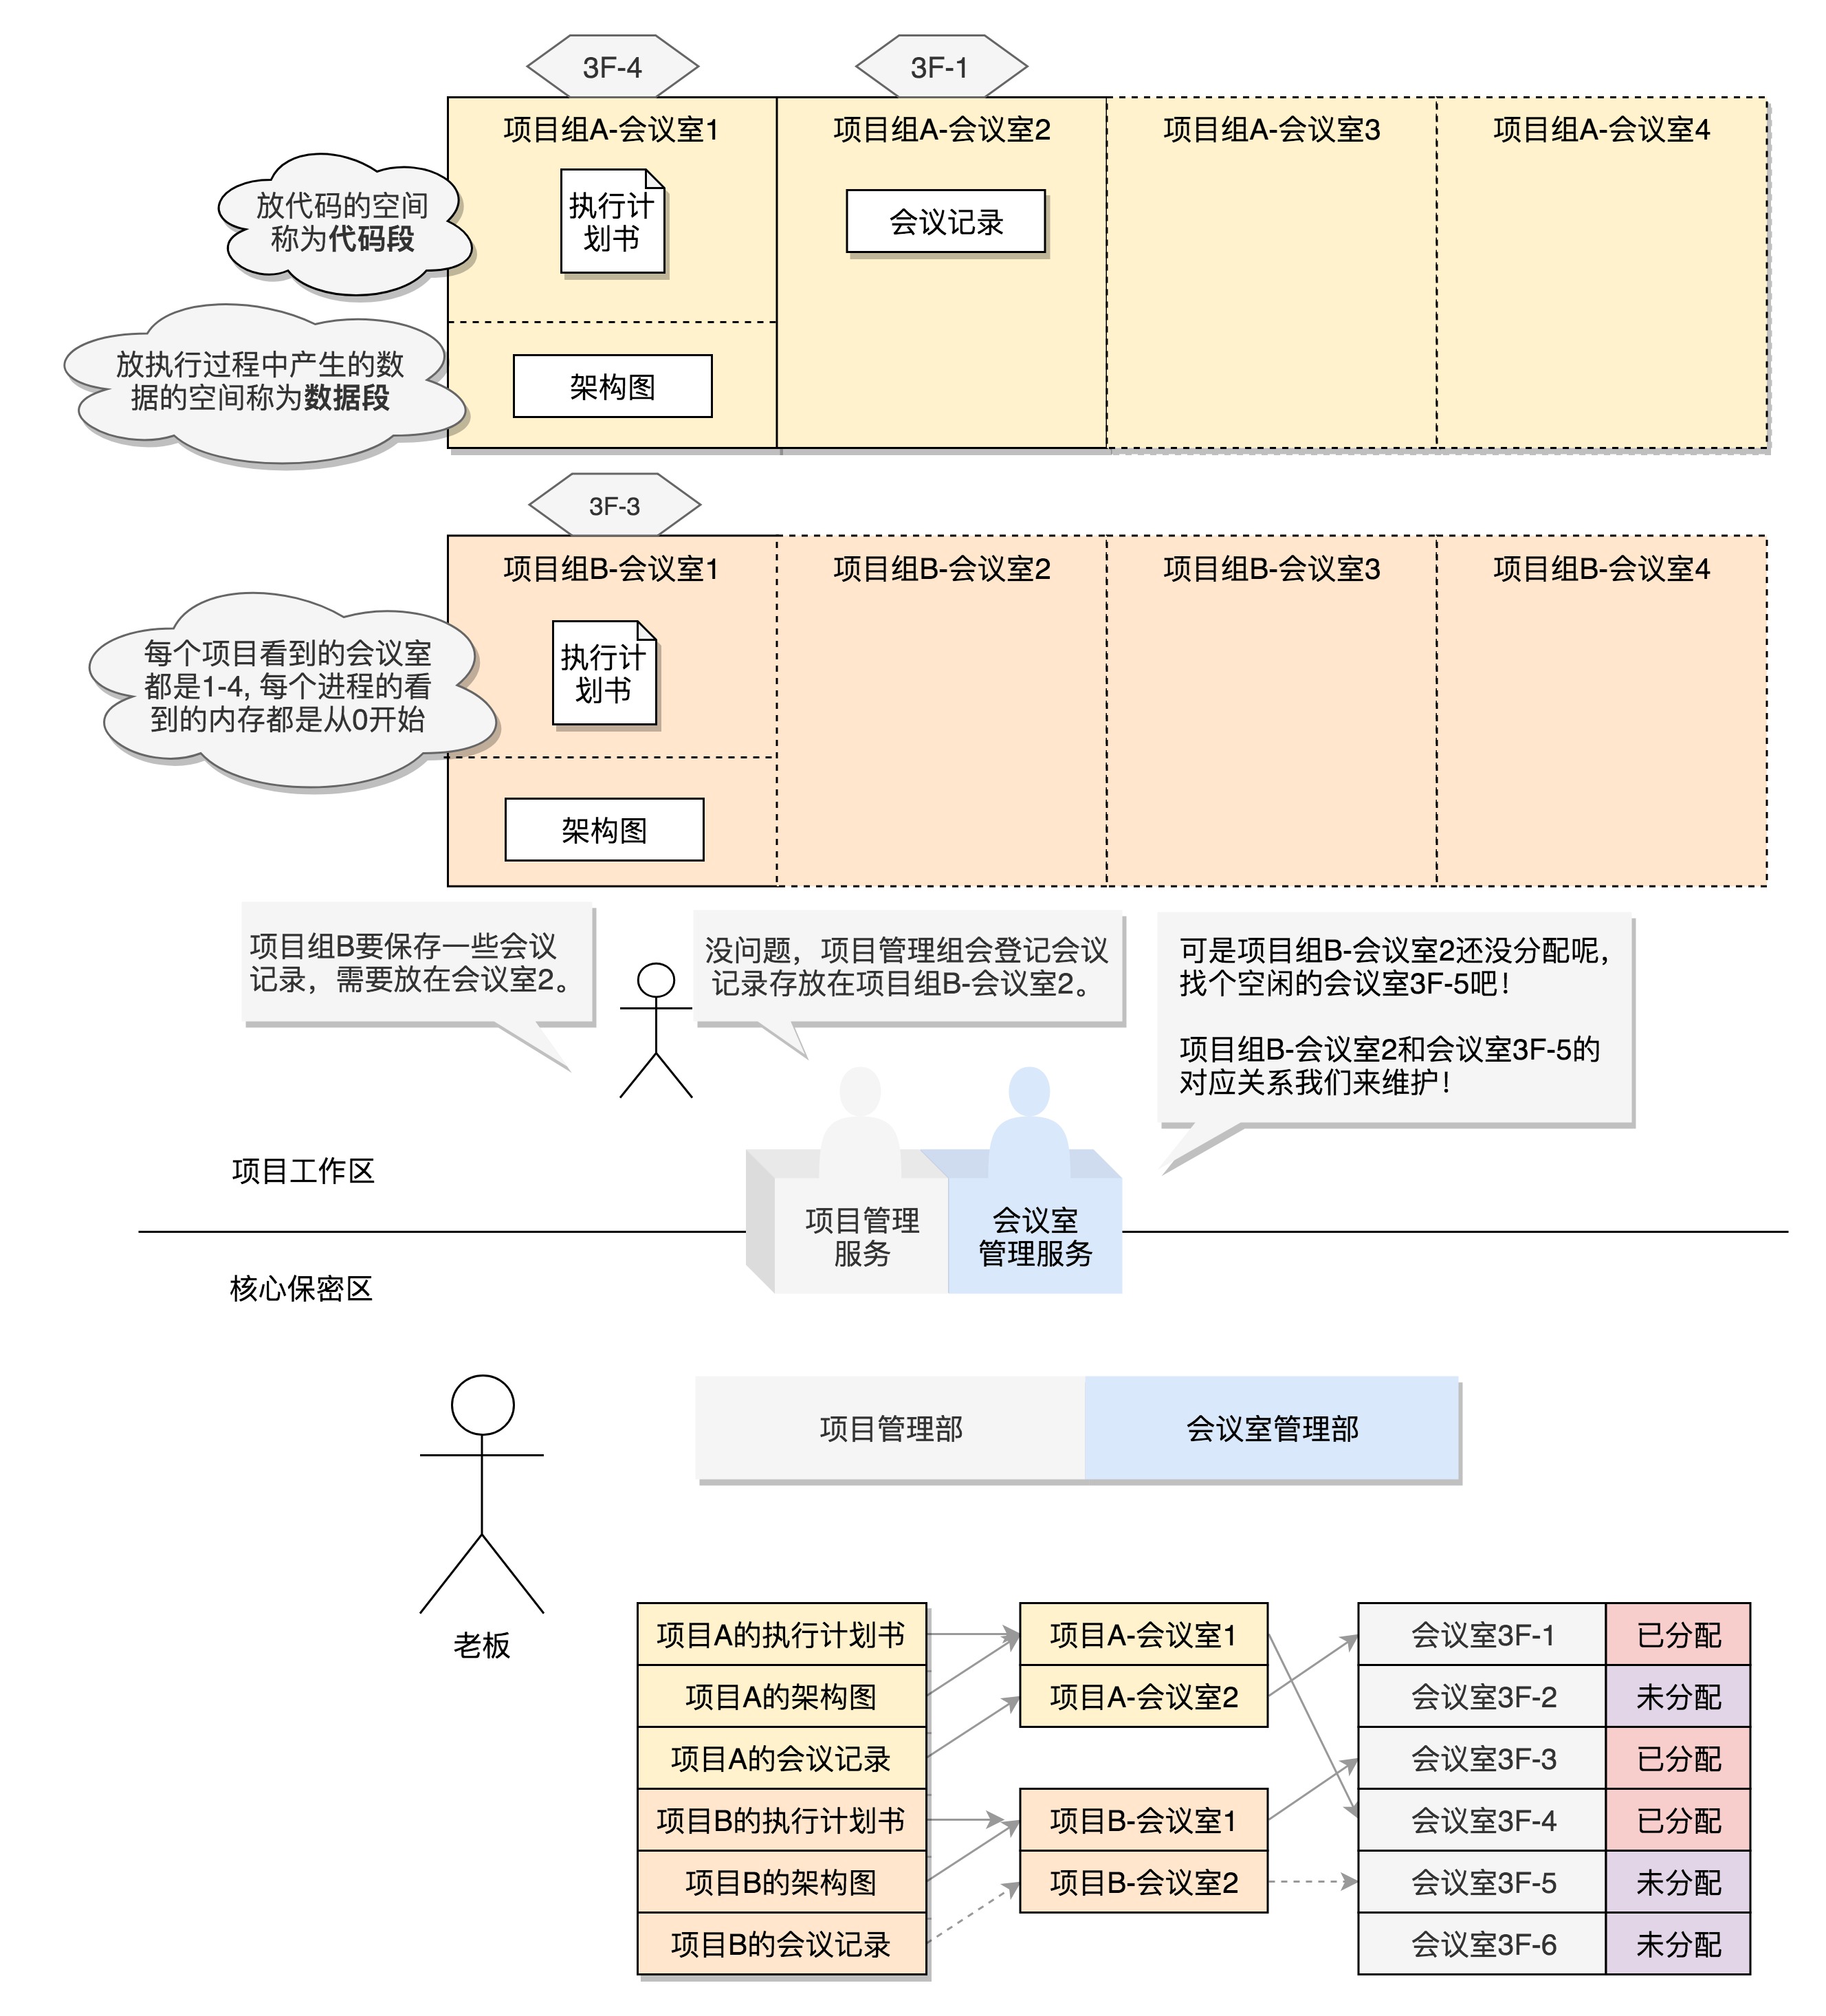 3F-4
3F-1
项目组A-会议室1
项目组A-会议室2
项目组A-会议室3
项目组A-会议室4
放代码的空间
称为代码段
执行计
划书
会议记录
放执行过程中产生的数
据的空间称为数据段
架构图
3F-3
项目组B-会议室1
项目组B-会议室2
项目组B-会议室3
项目组B-会议室4
每个项目看到的会议室
都是1-4, 每个进程的看
到的内存都是从0开始
执行计
划书
架构图
项目组B要保存一些会议
记录，需要放在会议室2。
没问题，项目管理组会登记会议
记录存放在项目组B-会议室2。
可是项目组B-会议室2还没分配呢，
找个空闲的会议室3F-5吧！
项目组B-会议室2和会议室3F-5的
对应关系我们来维护！
项目工作区
项目管理
服务
会议室
管理服务
核心保密区
项目管理部
会议室管理部
老板
项目A的执行计划书
项目A-会议室1
会议室3F-1
已分配
项目A的架构图
项目A-会议室2
会议室3F-2
未分配
项目A的会议记录
会议室3F-3
已分配
项目B的执行计划书
项目B-会议室1
会议室3F-4
已分配
项目B的架构图
项目B-会议室2
会议室3F-5
未分配
项目B的会议记录
会议室3F-6
未分配